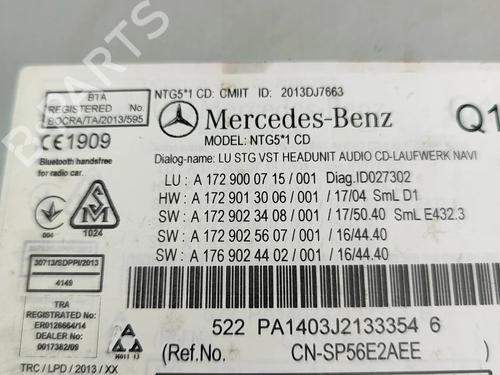 NTG5*1 CD: CMIIT ID: 2013DJ7663
BTA
REGISTERED No:
BOCRA/TA/2013/595
Mercedes-Benz
Q1
MODEL: NTG5*1 CD
CE1909
Bluetooth handsfree
for radio car.
Dialog-name: LU STG VST HEADUNIT AUDIO CD-LAUFWERK NAVI
LU : A 172 900 07 15 / 001 Diag.ID027302
HW : A 172 901 30 06 / 001 / 17/04 SmL D1
SW : A 172 902 34 08 / 001 / 17/50.40 SmL E432.3
SW : A 172 902 56 07 / 001 / 16/44.40
SW : A 176 902 44 02 / 001 / 16/44.40
004
1024
30713/SDPPI/2013
4149
TRA
REGISTERED No:
ER0126664/14
DEALER No:
0017382/09
H011 13
TRC / LPD / 2013 / XX
522 PA1403J2133354 6
(Ref.No. CN-SP56E2AEE )